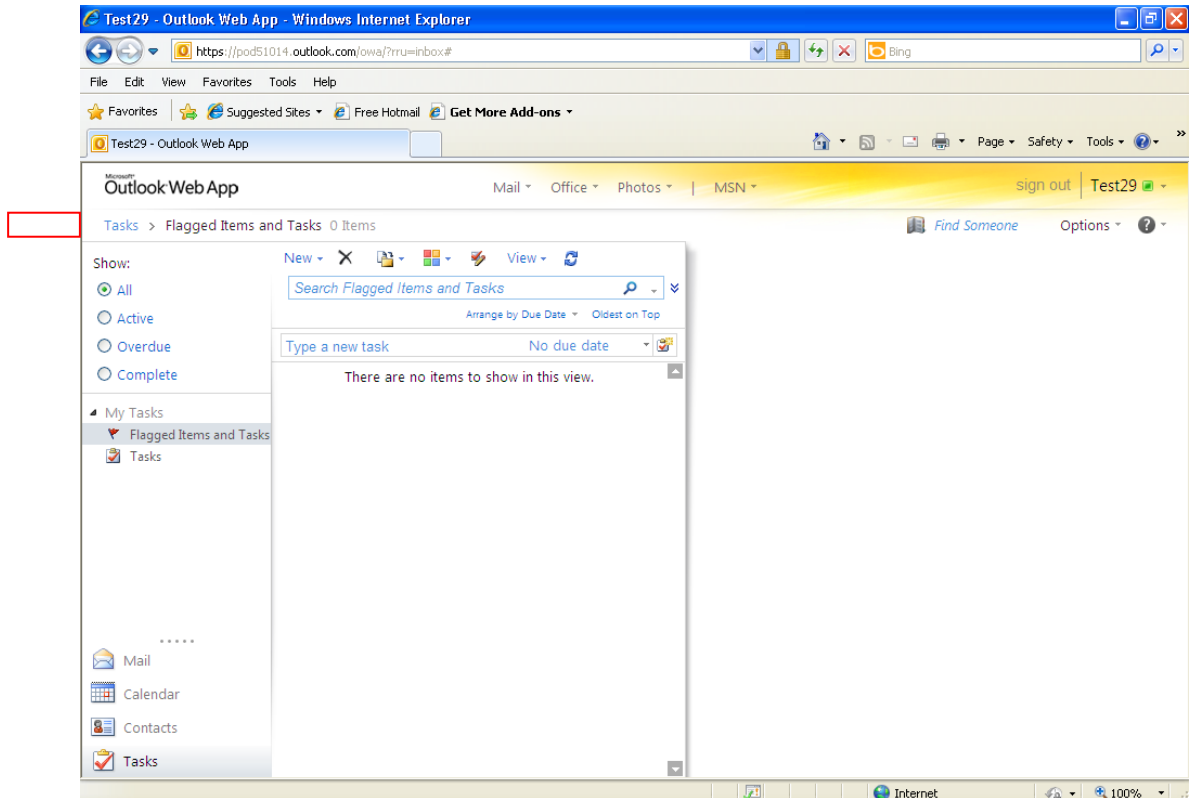 Test29 - Outlook Web App - Windows Internet Explorer
https://pod51014.outlook.com/owa/?rru=inbox#
Bing
File Edit View Favorites Tools Help
Favorites Suggested Sites Free Hotmail Get More Add-ons
Test29 - Outlook Web App
Page Safety Tools »
Microsoft®
Outlook Web App
Mail Office Photos | MSN
sign out Test29
Tasks > Flagged Items and Tasks 0 Items
Find Someone Options
Show:
All
Active
Overdue
Complete
My Tasks
Flagged Items and Tasks
Tasks
Mail
Calendar
Contacts
Tasks
New View
Search Flagged Items and Tasks
Arrange by Due Date Oldest on Top
Type a new task No due date
There are no items to show in this view.
Internet 100%